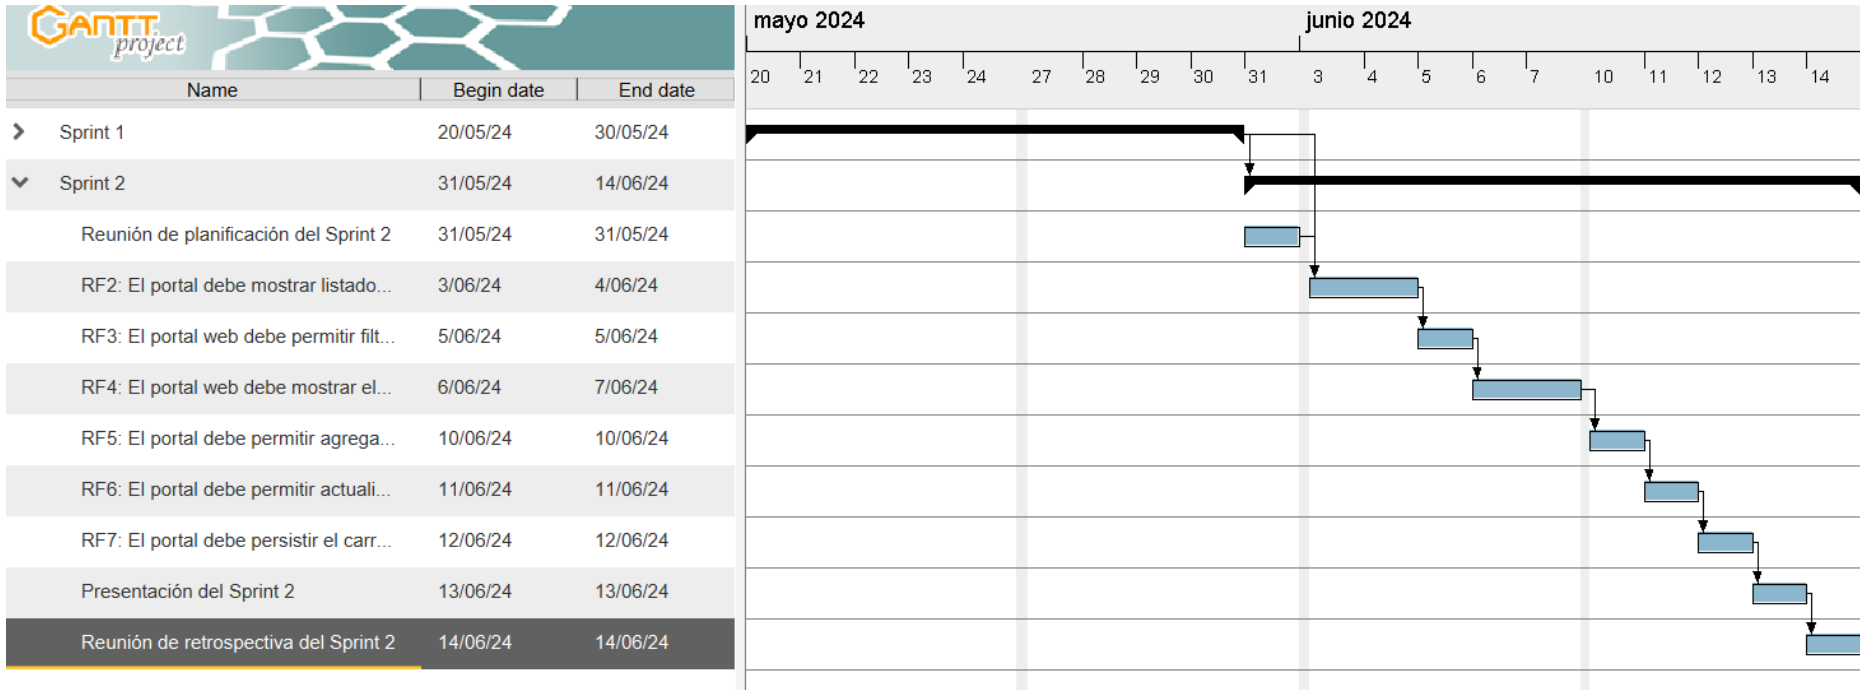 GANTT
project
mayo 2024 junio 2024
20 21 22 23 24 27 28 29 30 31 3 4 5 6 7 10 11 12 13 14
Name Begin date End date
Sprint 1 20/05/24 30/05/24
Sprint 2 31/05/24 14/06/24
Reunión de planificación del Sprint 2 31/05/24 31/05/24
RF2: El portal debe mostrar listado... 3/06/24 4/06/24
RF3: El portal web debe permitir filt... 5/06/24 5/06/24
RF4: El portal web debe mostrar el... 6/06/24 7/06/24
RF5: El portal debe permitir agrega... 10/06/24 10/06/24
RF6: El portal debe permitir actuali... 11/06/24 11/06/24
RF7: El portal debe persistir el carr... 12/06/24 12/06/24
Presentación del Sprint 2 13/06/24 13/06/24
Reunión de retrospectiva del Sprint 2 14/06/24 14/06/24